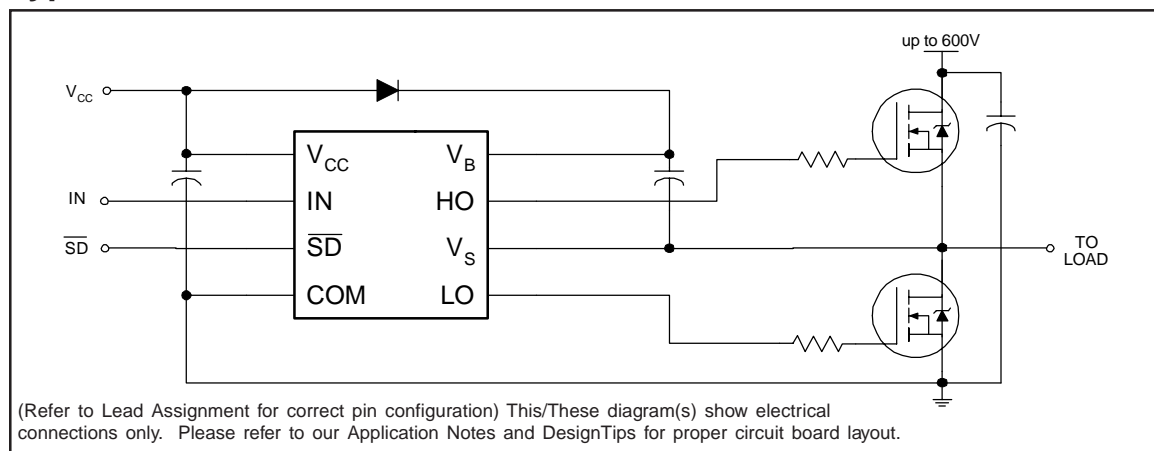 up to 600V
VCC
VCC
VB
IN
IN
HO
SD
SD
VS
TO
LOAD
COM
LO
(Refer to Lead Assignment for correct pin configuration) This/These diagram(s) show electrical
connections only. Please refer to our Application Notes and DesignTips for proper circuit board layout.